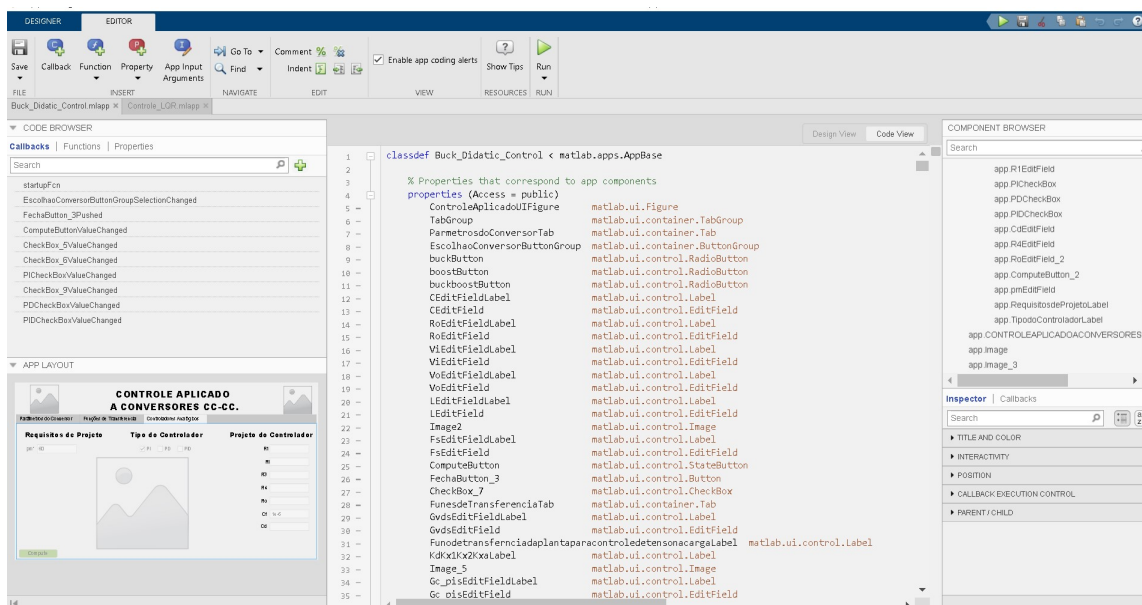 DESIGNER EDITOR
Save Callback Function Property App Input Arguments Go To Find Comment Indent Enable app coding alerts Show Tips Run
FILE INSERT NAVIGATE EDIT VIEW RESOURCES RUN
Buck_Didatic_Control.mlapp × Controle_LQR.mlapp ×
CODE BROWSER
Callbacks | Functions | Properties
Search
startupFcn
EscolhaoConversorButtonGroupSelectionChanged
FechaButton_3Pushed
ComputeButtonValueChanged
CheckBox_5ValueChanged
CheckBox_6ValueChanged
PICheckBoxValueChanged
CheckBox_9ValueChanged
PDCheckBoxValueChanged
PIDCheckBoxValueChanged
APP LAYOUT
CONTROLE APLICADO
A CONVERSORES CC-CC.
Requisitos de Projeto Tipo do Controlador Projeto do Controlador
PI PD PID
Design View Code View
1 classdef Buck_Didatic_Control < matlab.apps.AppBase
2
3 % Properties that correspond to app components
4 properties (Access = public)
5 – ControleAplicadoUIFigure matlab.ui.Figure
6 – TabGroup matlab.ui.container.TabGroup
7 – ParmetrosdoConversorTab matlab.ui.container.Tab
8 – EscolhaoConversorButtonGroup matlab.ui.container.ButtonGroup
9 – buckButton matlab.ui.control.RadioButton
10 – boostButton matlab.ui.control.RadioButton
11 – buckboostButton matlab.ui.control.RadioButton
12 – CEditFieldLabel matlab.ui.control.Label
13 – CEditField matlab.ui.control.EditField
14 – RoEditFieldLabel matlab.ui.control.Label
15 – RoEditField matlab.ui.control.EditField
16 – ViEditFieldLabel matlab.ui.control.Label
17 – ViEditField matlab.ui.control.EditField
18 – VoEditFieldLabel matlab.ui.control.Label
19 – VoEditField matlab.ui.control.EditField
20 – LEditFieldLabel matlab.ui.control.Label
21 – LEditField matlab.ui.control.EditField
22 – Image2 matlab.ui.control.Image
23 – FsEditFieldLabel matlab.ui.control.Label
24 – FsEditField matlab.ui.control.EditField
25 – ComputeButton matlab.ui.control.StateButton
26 – FechaButton_3 matlab.ui.control.Button
27 – CheckBox_7 matlab.ui.control.CheckBox
28 – FunesdeTransferenciaTab matlab.ui.container.Tab
29 – GvdsEditFieldLabel matlab.ui.control.Label
30 – GvdsEditField matlab.ui.control.EditField
31 – Funodetransfernciadaplantaparacontroledetensonacargalabel matlab.ui.control.Label
32 – KdKx1Kx2KxaLabel matlab.ui.control.Label
33 – Image_5 matlab.ui.control.Image
34 – Gc_pisEditFieldLabel matlab.ui.control.Label
35 – Gc_pisEditField matlab.ui.control.EditField
COMPONENT BROWSER
Search
app.R1EditField
app.PICheckBox
app.PDCheckBox
app.PIDCheckBox
app.CdEditField
app.R4EditField
app.RoEditField_2
app.ComputeButton_2
app.pmEditField
app.RequisitosdeProjetoLabel
app.TipodoControladorLabel
app.CONTROLEAPLICADOACONVERSORES
app.Image
app.Image_3
Inspector | Callbacks
Search
TITLE AND COLOR
INTERACTIVITY
POSITION
CALLBACK EXECUTION CONTROL
PARENT / CHILD